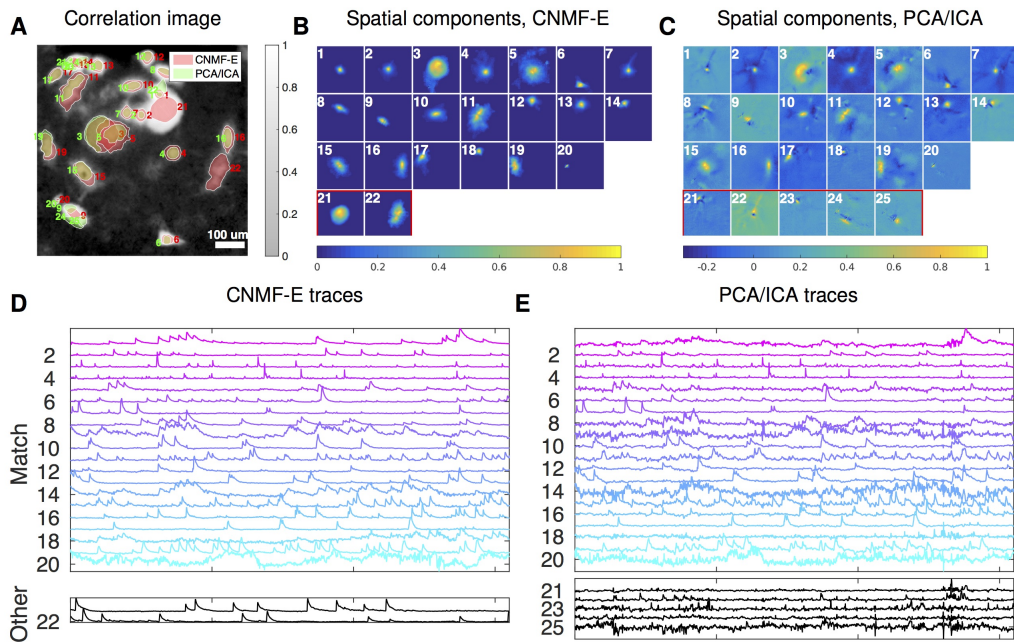 A
Correlation image
CNMF-E
PCA/ICA
100 um
1
0.8
0.6
0.4
0.2
0
B
Spatial components, CNMF-E
1 2 3 4 5 6 7
8 9 10 11 12 13 14
15 16 17 18 19 20
21 22
0 0.2 0.4 0.6 0.8 1
C
Spatial components, PCA/ICA
1 2 3 4 5 6 7
8 9 10 11 12 13 14
15 16 17 18 19 20
21 22 23 24 25
-0.2 0 0.2 0.4 0.6 0.8 1
D
CNMF-E traces
Match
2
4
6
8
10
12
14
16
18
20
Other
22
E
PCA/ICA traces
2
4
6
8
10
12
14
16
18
20
21
23
25